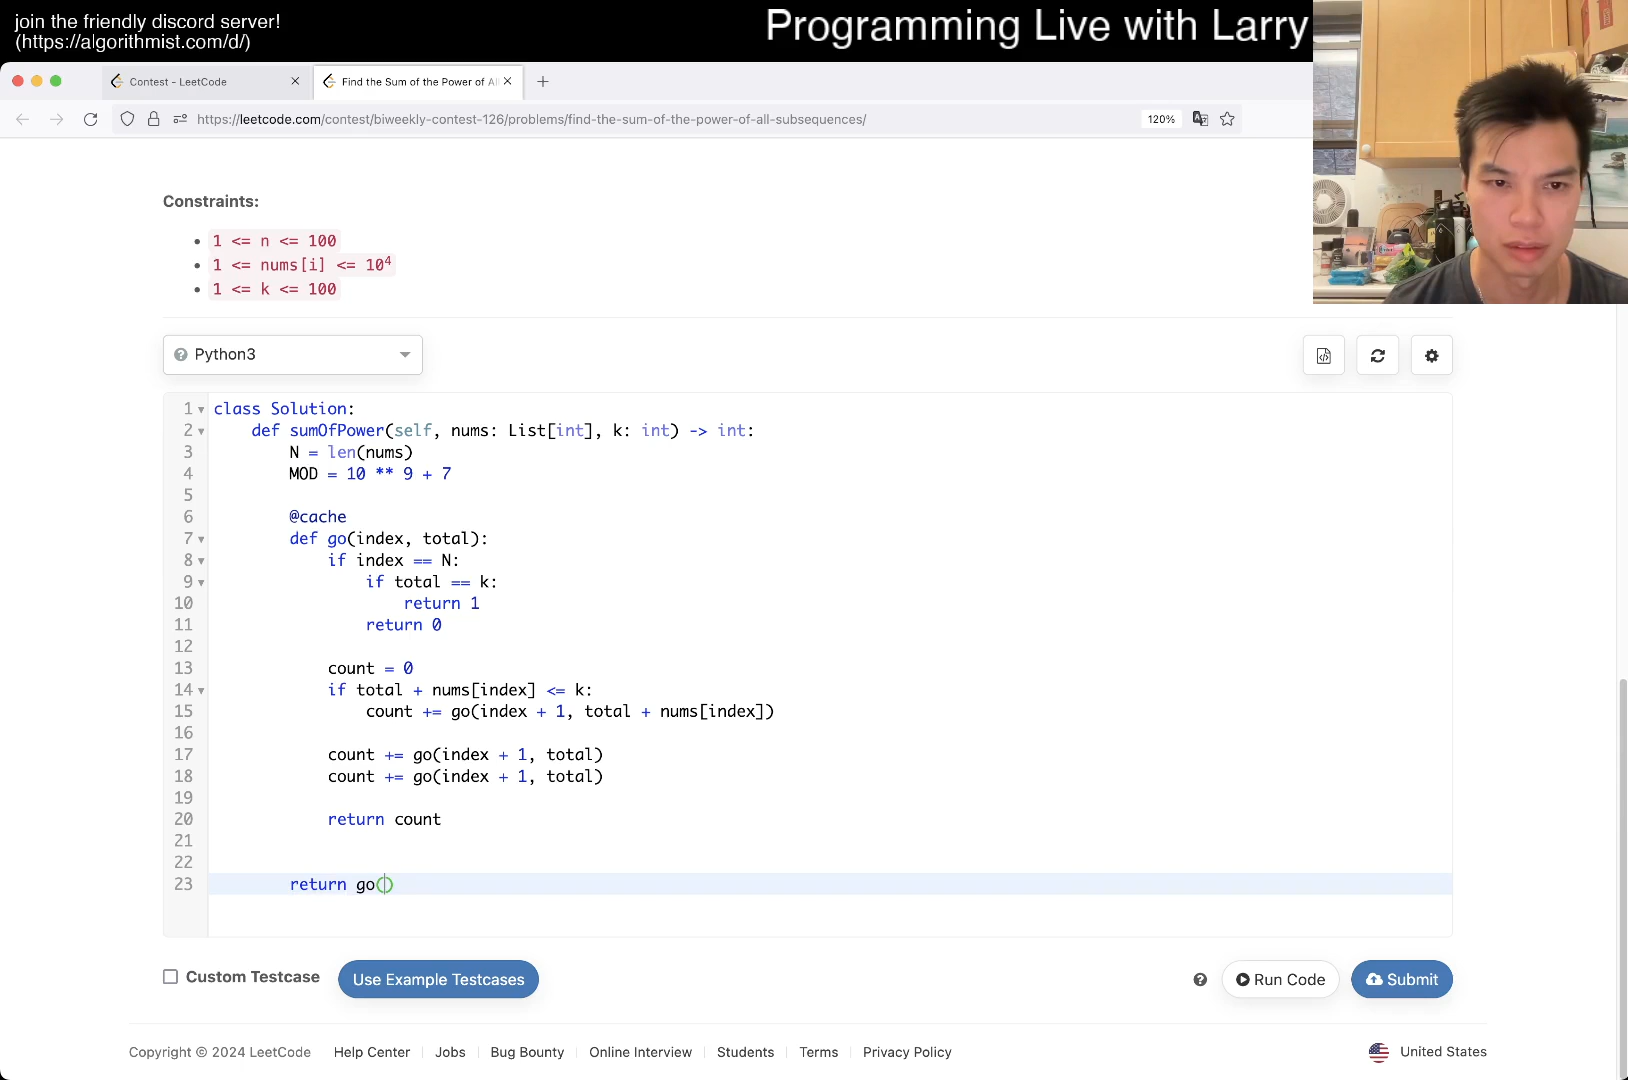 join the friendly discord server!
(https://algorithmist.com/d/)
Programming Live with Larry
Contest - LeetCode
Find the Sum of the Power of Al
https://leetcode.com/contest/biweekly-contest-126/problems/find-the-sum-of-the-power-of-all-subsequences/
120%
Constraints:
1 <= n <= 100
1 <= nums[i] <= 10⁴
1 <= k <= 100
Python3
1 class Solution:
2 def sumOfPower(self, nums: List[int], k: int) -> int:
3 N = len(nums)
4 MOD = 10 ** 9 + 7
5
6 @cache
7 def go(index, total):
8 if index == N:
9 if total == k:
10 return 1
11 return 0
12
13 count = 0
14 if total + nums[index] <= k:
15 count += go(index + 1, total + nums[index])
16
17 count += go(index + 1, total)
18 count += go(index + 1, total)
19
20 return count
21
22
23 return go()
Custom Testcase
Use Example Testcases
Run Code
Submit
Copyright © 2024 LeetCode
Help Center
Jobs
Bug Bounty
Online Interview
Students
Terms
Privacy Policy
United States